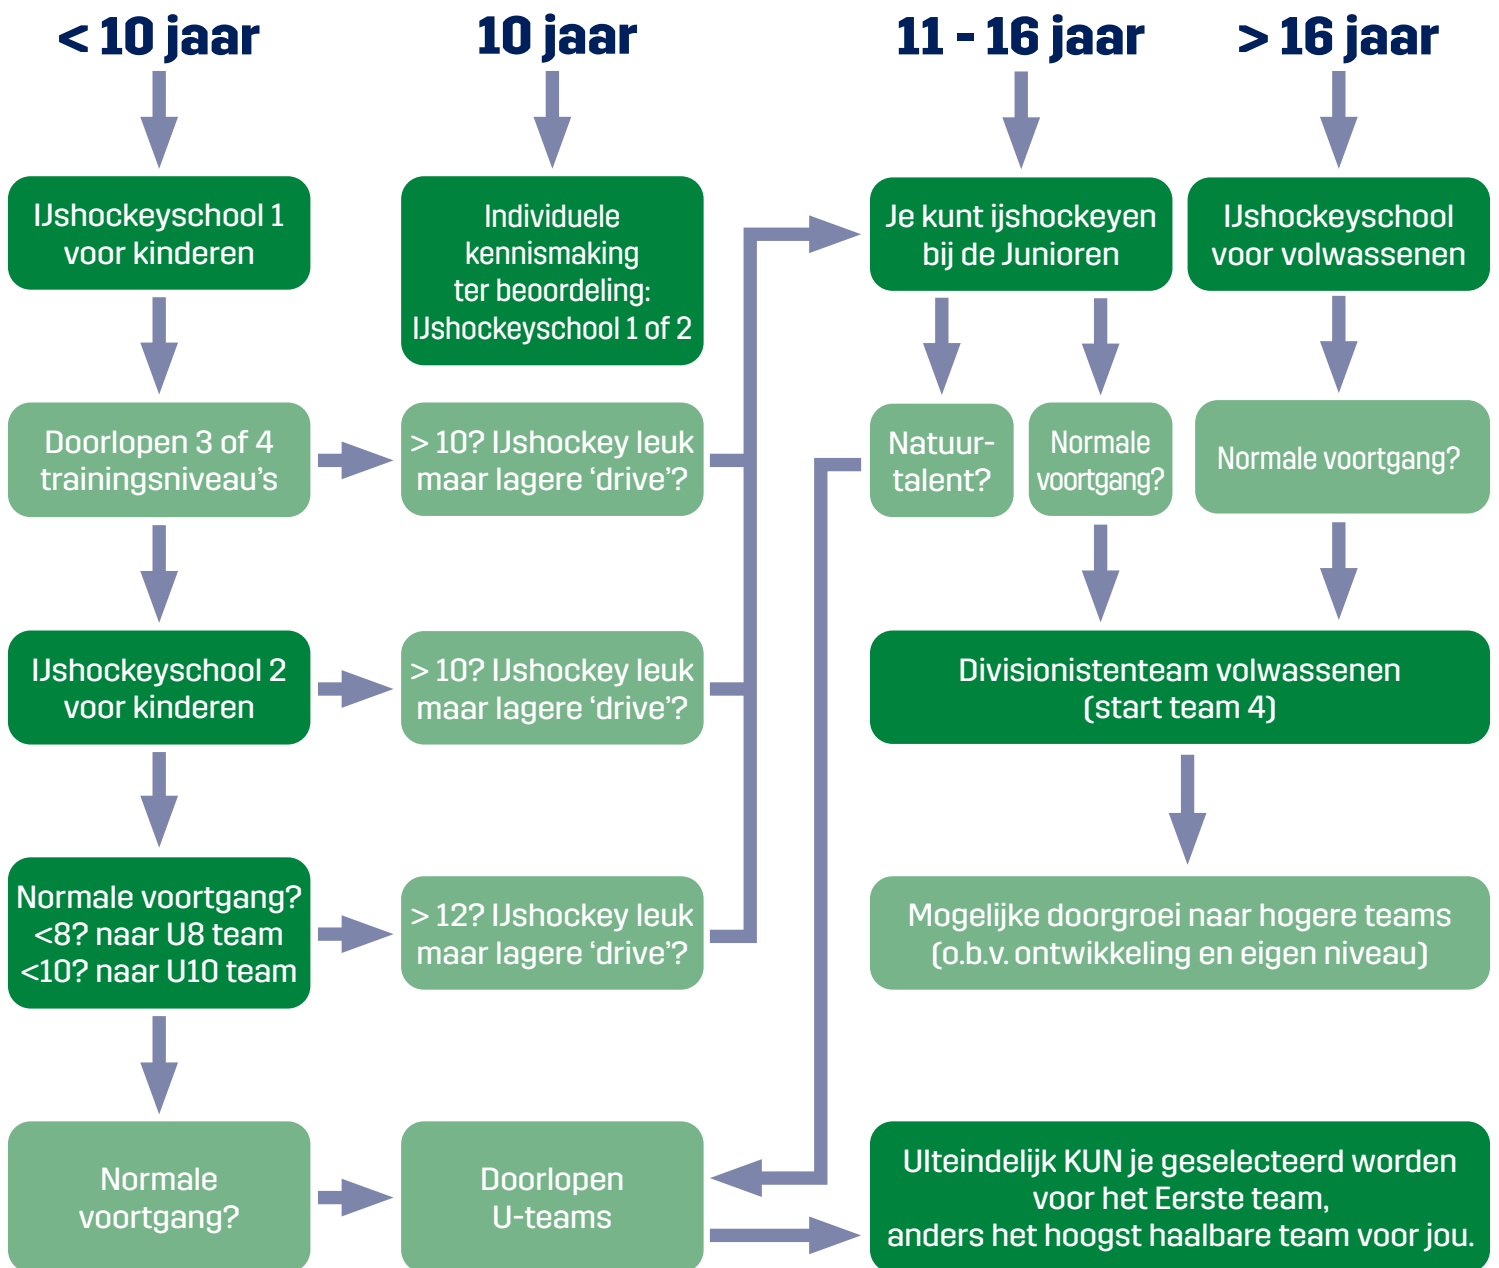 < 10 jaar
10 jaar
11 - 16 jaar
> 16 jaar
IJshockeyschool 1
voor kinderen
Individuele
kennismaking
ter beoordeling:
IJshockeyschool 1 of 2
Je kunt ijshockeyen
bij de Junioren
IJshockeyschool
voor volwassenen
Doorlopen 3 of 4
trainingsniveau's
> 10? IJshockey leuk
maar lagere 'drive'?
Natuur-
talent?
Normale
voortgang?
Normale voortgang?
IJshockeyschool 2
voor kinderen
> 10? IJshockey leuk
maar lagere 'drive'?
Divisionistenteam volwassenen
(start team 4)
Normale voortgang?
<8? naar U8 team
<10? naar U10 team
> 12? IJshockey leuk
maar lagere 'drive'?
Mogelijke doorgroei naar hogere teams
(o.b.v. ontwikkeling en eigen niveau)
Normale
voortgang?
Doorlopen
U-teams
UIteindelijk KUN je geselecteerd worden
voor het Eerste team,
anders het hoogst haalbare team voor jou.